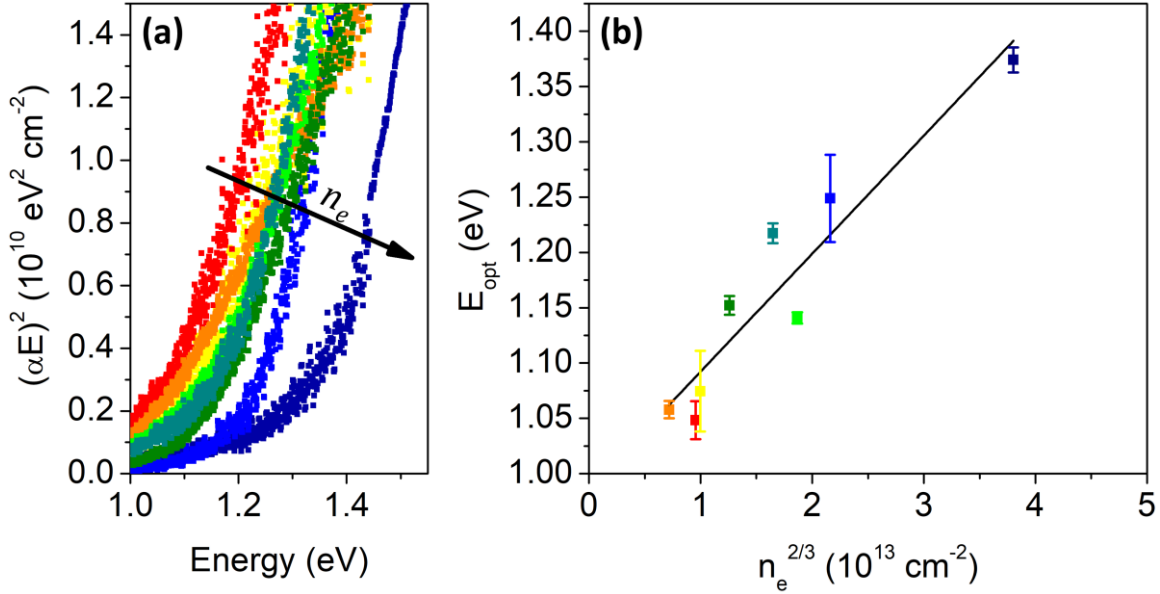 (a)
1.4
1.2
1.0
0.8
0.6
0.4
0.2
0.0
(αE)² (10¹⁰ eV² cm⁻²)
nₑ
1.0 1.2 1.4
Energy (eV)
(b)
1.40
1.35
1.30
1.25
1.20
1.15
1.10
1.05
1.00
E_opt (eV)
0 1 2 3 4 5
nₑ^2/3 (10¹³ cm⁻²)